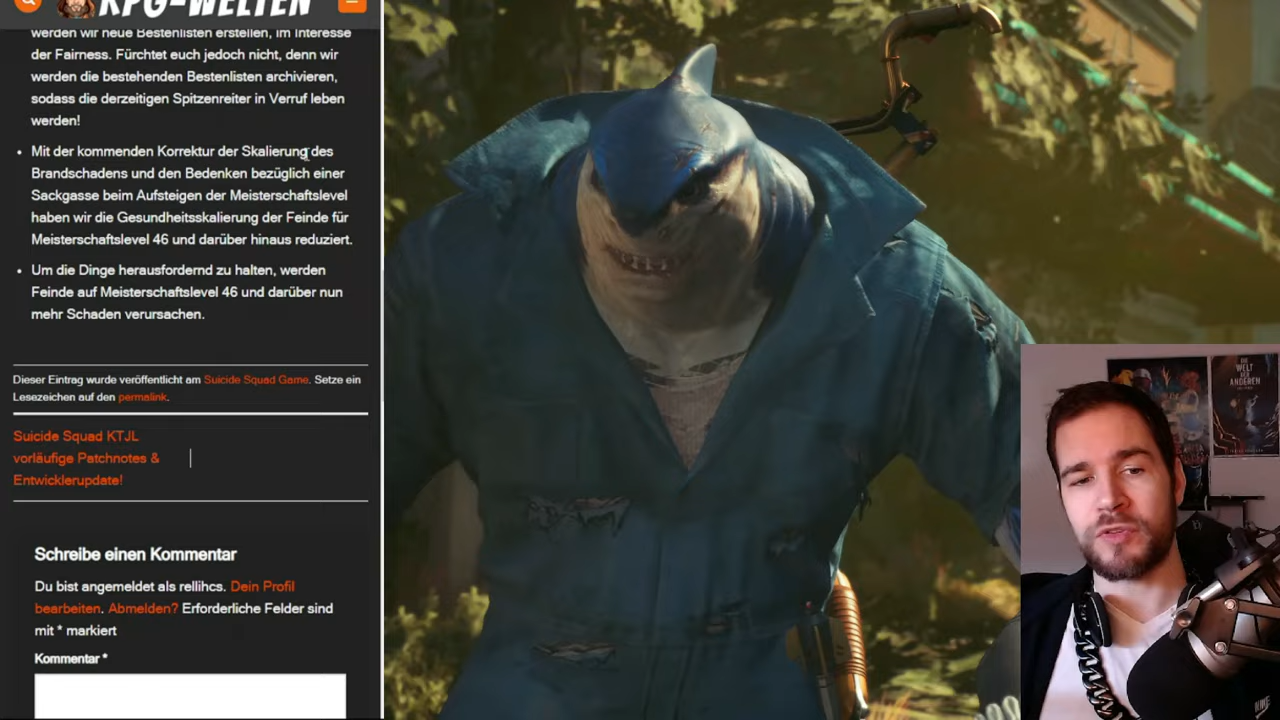 RPG-WELTEN
werden wir neue Bestenlisten erstellen, im Interesse
der Fairness. Fürchtet euch jedoch nicht, denn wir
werden die bestehenden Bestenlisten archivieren,
sodass die derzeitigen Spitzenreiter in Verruf leben
werden!
Mit der kommenden Korrektur der Skalierung des
Brandschadens und den Bedenken bezüglich einer
Sackgasse beim Aufsteigen der Meisterschaftslevel
haben wir die Gesundheitsskalierung der Feinde für
Meisterschaftslevel 46 und darüber hinaus reduziert.
Um die Dinge herausfordernd zu halten, werden
Feinde auf Meisterschaftslevel 46 und darüber nun
mehr Schaden verursachen.
Dieser Eintrag wurde veröffentlicht am Suicide Squad Game. Setze ein
Lesezeichen auf den permalink.
Suicide Squad KTJL
vorläufige Patchnotes &
Entwicklerupdate!
Schreibe einen Kommentar
Du bist angemeldet als rellihcs. Dein Profil
bearbeiten. Abmelden? Erforderliche Felder sind
mit * markiert
Kommentar *
DIE
WELT
DER
ANDEREN